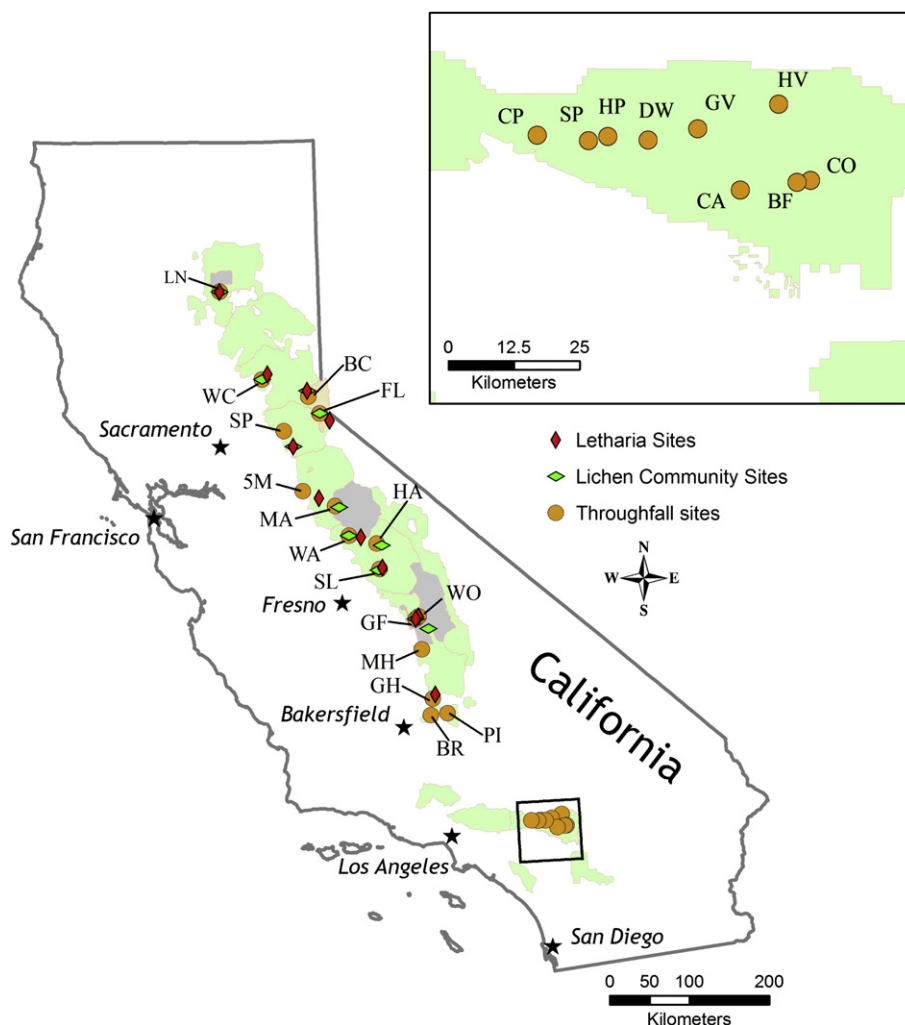 HV
GV
CP
SP
HP
DW
CO
CA
BF
0
12.5
25
Kilometers
LN
BC
WC
FL
SP
Sacramento
Letharia Sites
Lichen Community Sites
Throughfall sites
5M
HA
MA
San Francisco
WA
N
W
E
S
SL
WO
Fresno
GF
MH
GH
California
Bakersfield
PI
BR
Los Angeles
San Diego
0 50 100 200
Kilometers